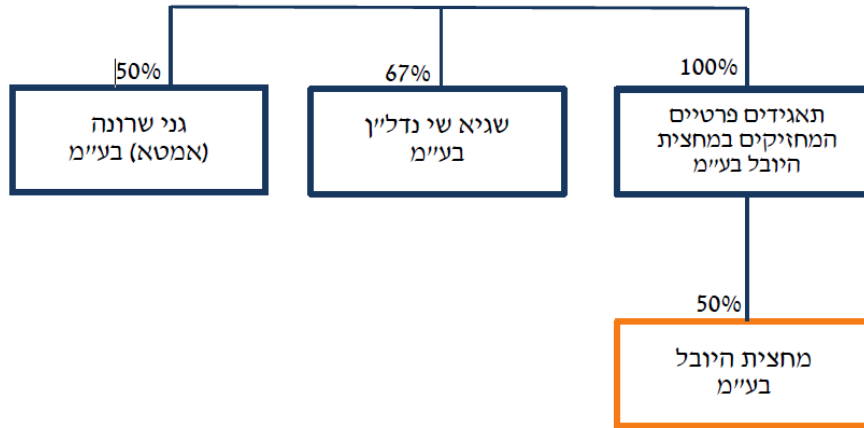 100%
67%
50%
תאגידים פרטיים
המחזיקים במחצית
היובל בע״מ
שגיא שי נדל״ן
בע״מ
גני שרונה
(אמטא) בע״מ
50%
מחצית היובל
בע״מ